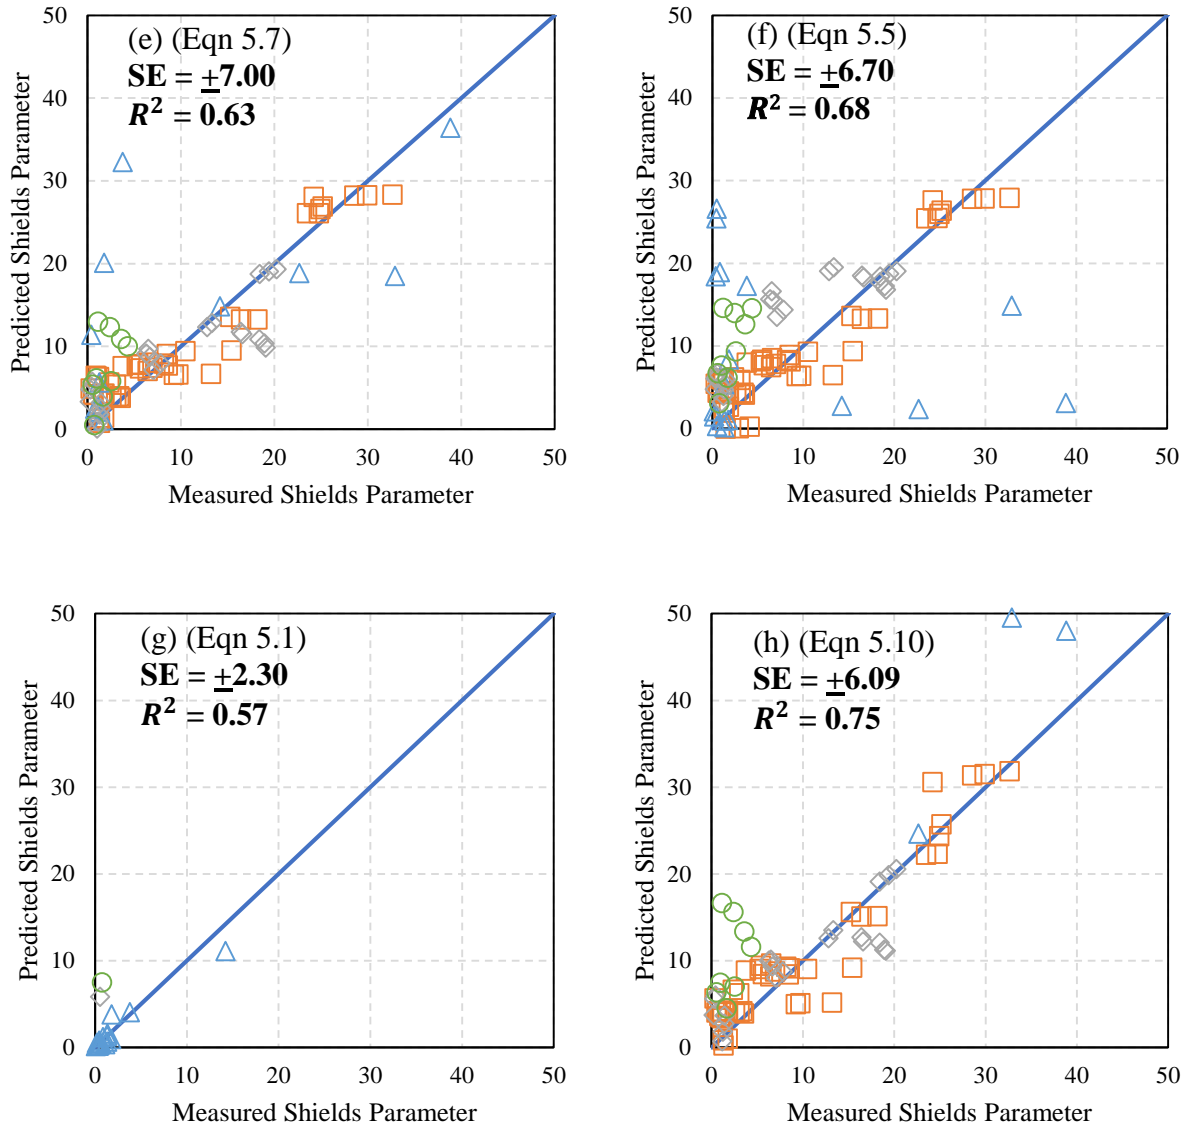 (e) (Eqn 5.7)
SE = ±7.00
R² = 0.63
Predicted Shields Parameter
50
40
30
20
10
0
0 10 20 30 40 50
Measured Shields Parameter
(f) (Eqn 5.5)
SE = ±6.70
R² = 0.68
Predicted Shields Parameter
50
40
30
20
10
0
0 10 20 30 40 50
Measured Shields Parameter
(g) (Eqn 5.1)
SE = ±2.30
R² = 0.57
Predicted Shields Parameter
50
40
30
20
10
0
0 10 20 30 40 50
Measured Shields Parameter
(h) (Eqn 5.10)
SE = ±6.09
R² = 0.75
Predicted Shields Parameter
50
40
30
20
10
0
0 10 20 30 40 50
Measured Shields Parameter